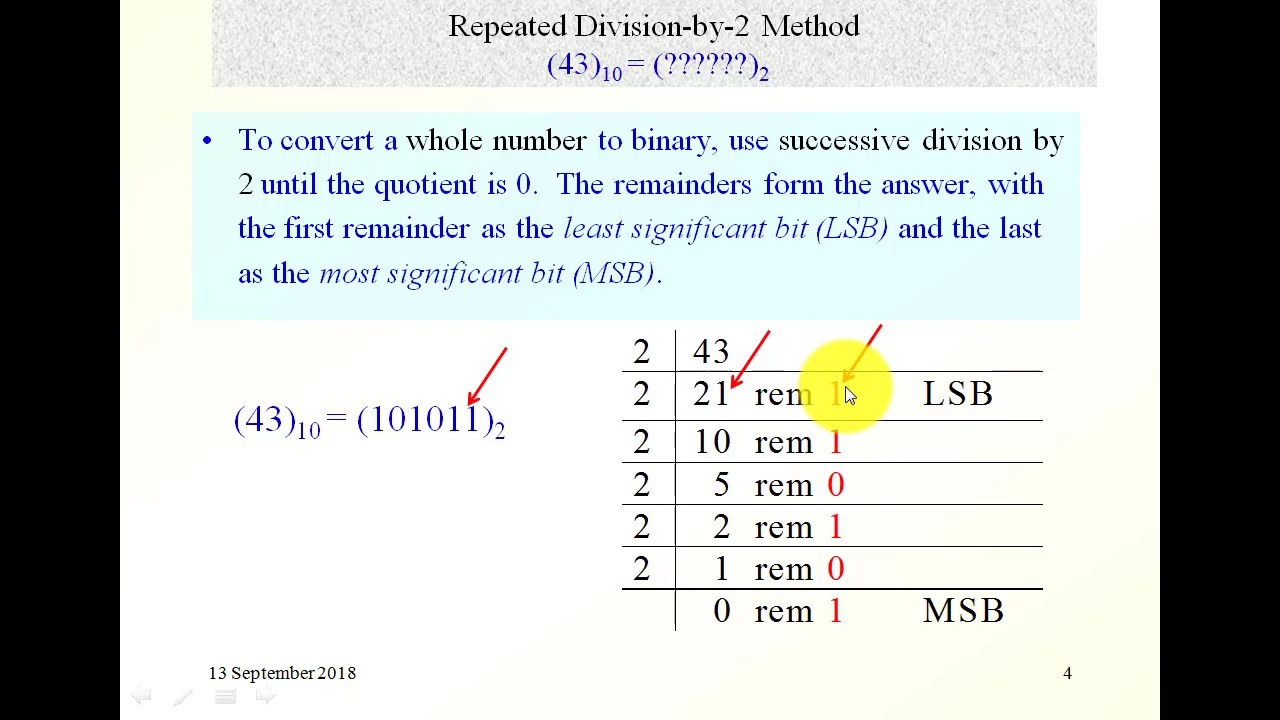 Repeated Division-by-2 Method
(43)₁₀ = (??????)₂
• To convert a whole number to binary, use successive division by
2 until the quotient is 0. The remainders form the answer, with
the first remainder as the least significant bit (LSB) and the last
as the most significant bit (MSB).
(43)₁₀ = (101011)₂
2 43
2 21 rem 1 LSB
2 10 rem 1
2 5 rem 0
2 2 rem 1
2 1 rem 0
0 rem 1 MSB
13 September 2018 4